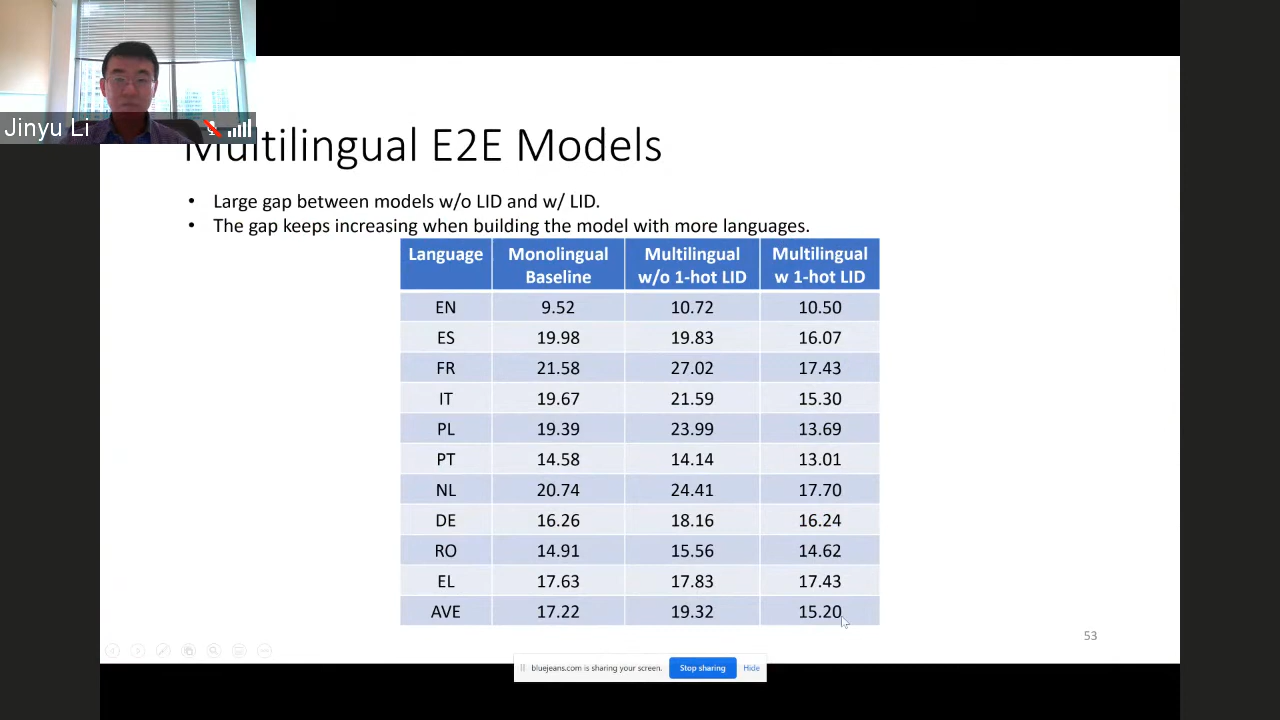 Jinyu Li
Multilingual E2E Models
• Large gap between models w/o LID and w/ LID.
• The gap keeps increasing when building the model with more languages.
Language Monolingual Baseline Multilingual w/o 1-hot LID Multilingual w 1-hot LID
EN 9.52 10.72 10.50
ES 19.98 19.83 16.07
FR 21.58 27.02 17.43
IT 19.67 21.59 15.30
PL 19.39 23.99 13.69
PT 14.58 14.14 13.01
NL 20.74 24.41 17.70
DE 16.26 18.16 16.24
RO 14.91 15.56 14.62
EL 17.63 17.83 17.43
AVE 17.22 19.32 15.20
53
bluejeans.com is sharing your screen. Stop sharing Hide